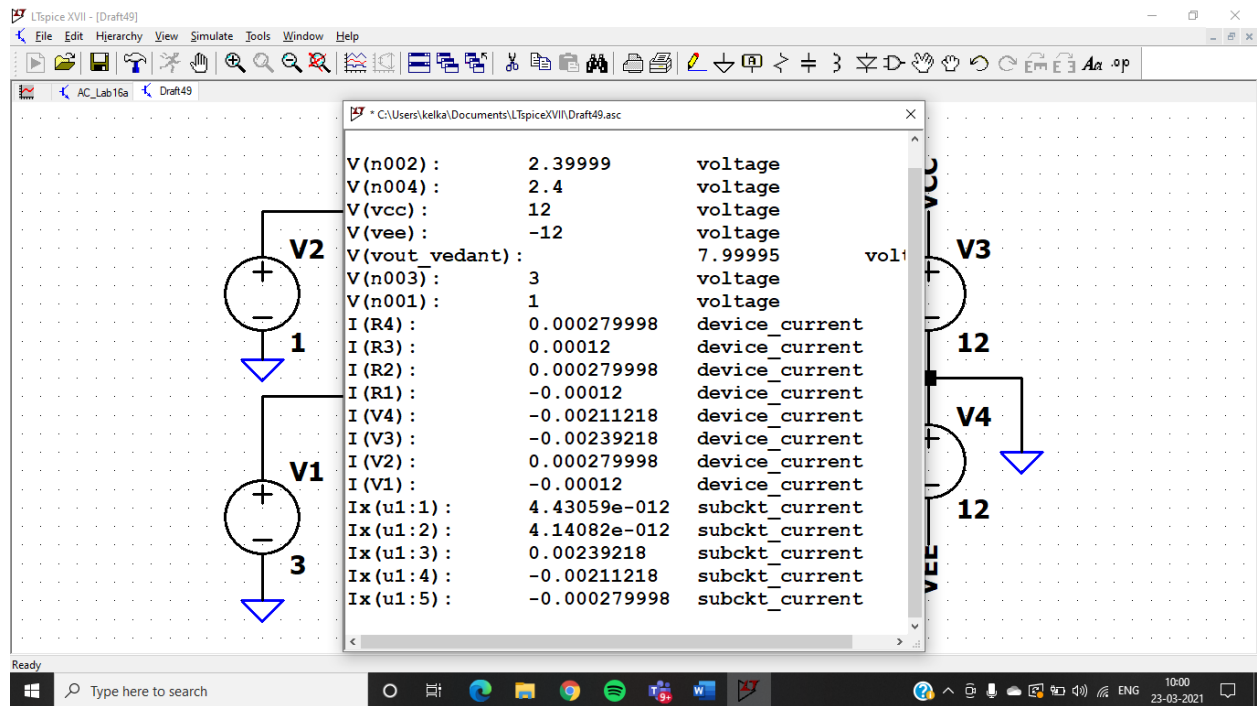 LTspice XVII - [Draft49]
File Edit Hierarchy View Simulate Tools Window Help
Aa .op
AC_Lab16a Draft49
* C:\Users\kelka\Documents\LTspiceXVII\Draft49.asc
V(n002): 2.39999 voltage
V(n004): 2.4 voltage
V(vcc): 12 voltage
V(vee): -12 voltage
V(vout_vedant): 7.99995 volt
V(n003): 3 voltage
V(n001): 1 voltage
I(R4): 0.000279998 device_current
I(R3): 0.00012 device_current
I(R2): 0.000279998 device_current
I(R1): -0.00012 device_current
I(V4): -0.00211218 device_current
I(V3): -0.00239218 device_current
I(V2): 0.000279998 device_current
I(V1): -0.00012 device_current
Ix(u1:1): 4.43059e-012 subckt_current
Ix(u1:2): 4.14082e-012 subckt_current
Ix(u1:3): 0.00239218 subckt_current
Ix(u1:4): -0.00211218 subckt_current
Ix(u1:5): -0.000279998 subckt_current
V2
1
V1
3
VCC
V3
12
V4
12
VEE
Ready
Type here to search
9+
W
ENG
10:00
23-03-2021